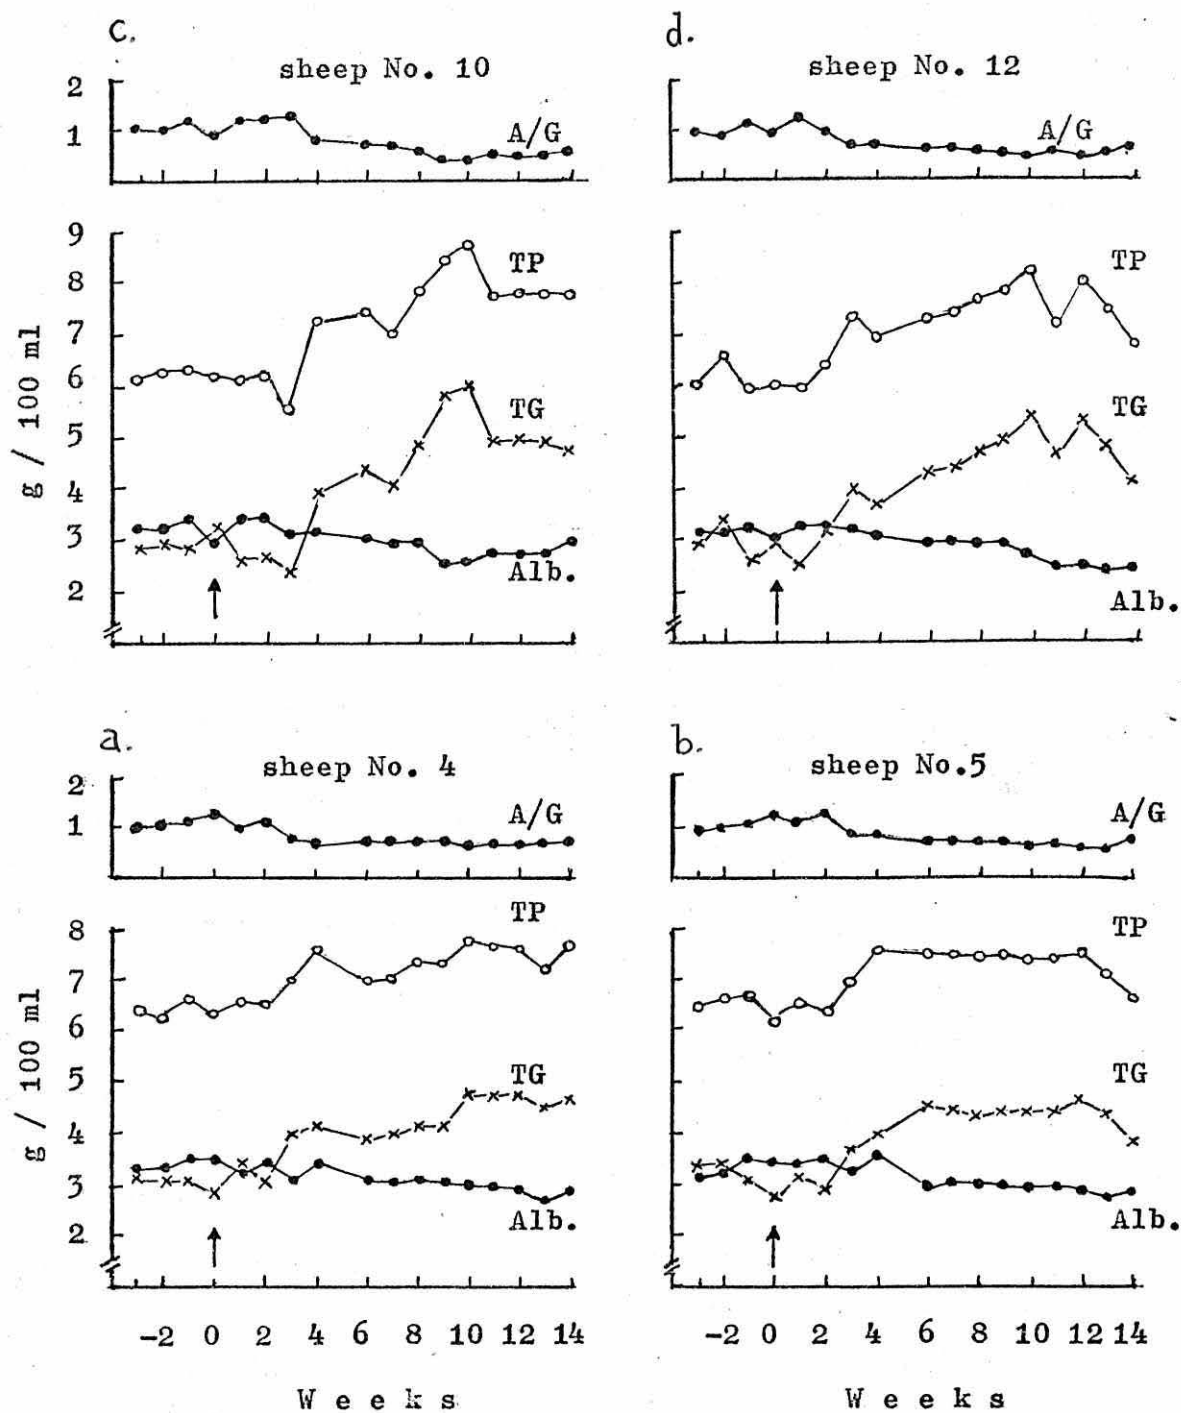 c.
sheep No. 10
2
1
A/G
9
8
7
6
5
4
3
2
g / 100 ml
TP
TG
Alb.
d.
sheep No. 12
A/G
TP
TG
Alb.
a.
sheep No. 4
2
1
A/G
8
7
6
5
4
3
2
g / 100 ml
TP
TG
Alb.
-2 0 2 4 6 8 10 12 14
Weeks
b.
sheep No.5
A/G
TP
TG
Alb.
-2 0 2 4 6 8 10 12 14
Weeks